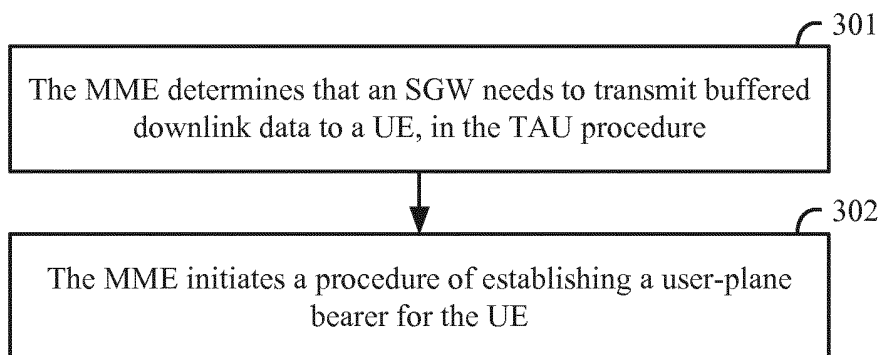 301
The MME determines that an SGW needs to transmit buffered
downlink data to a UE, in the TAU procedure
302
The MME initiates a procedure of establishing a user-plane
bearer for the UE